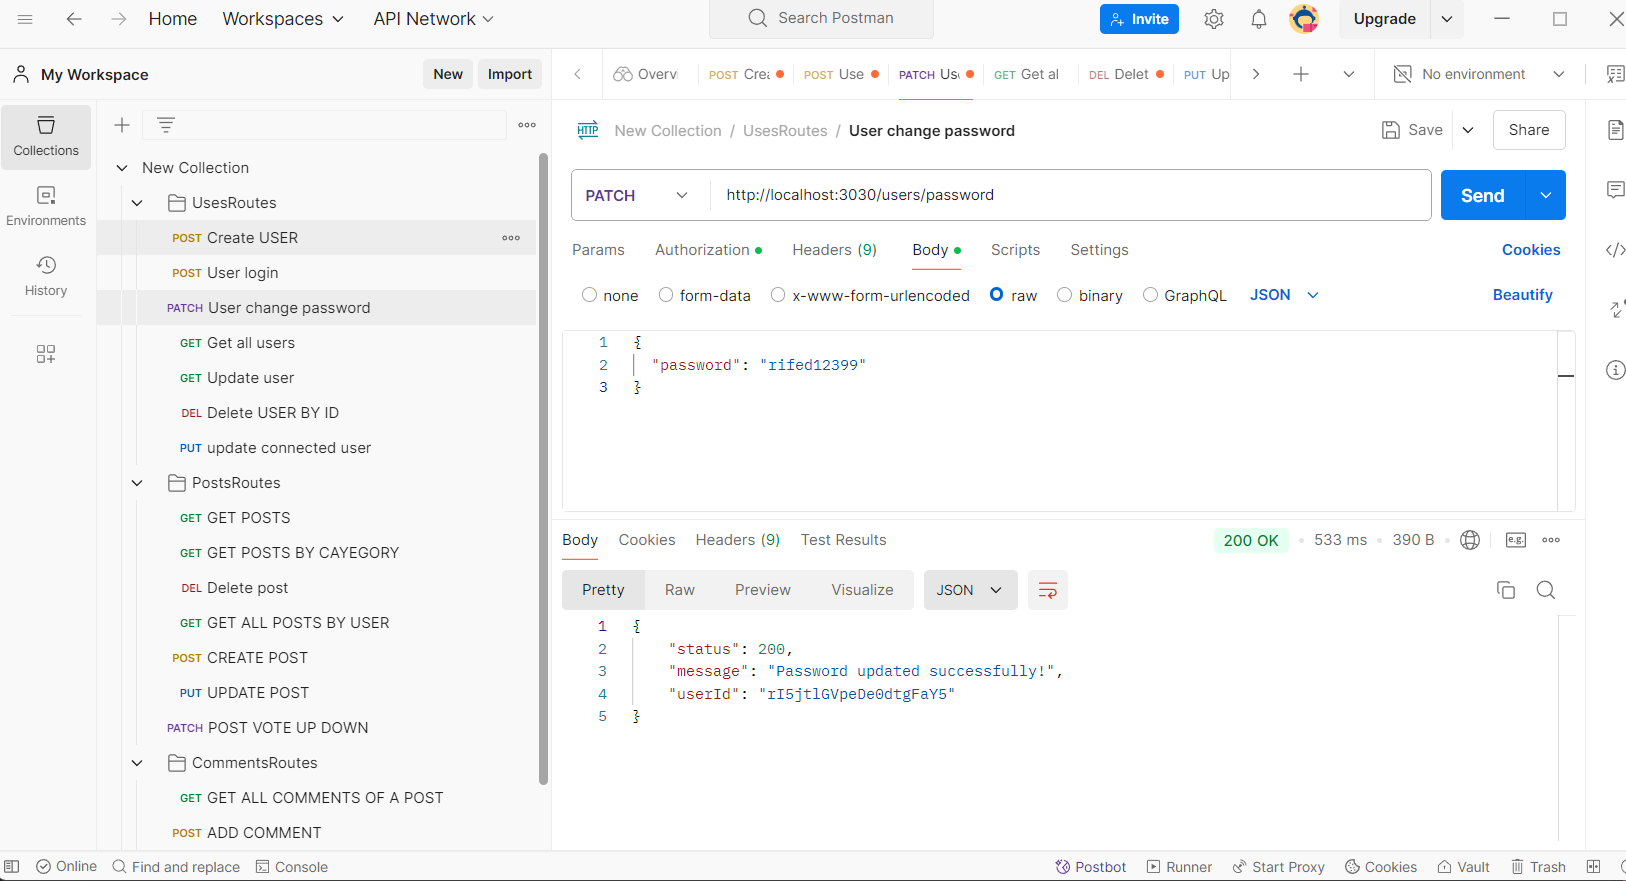 Home Workspaces API Network Search Postman Invite Upgrade
My Workspace New Import
Overv POST Crea POST Use PATCH Use GET Get al DEL Delet PUT Up No environment
Collections
Environments
History
New Collection
UsesRoutes
POST Create USER
POST User login
PATCH User change password
GET Get all users
GET Update user
DEL Delete USER BY ID
PUT update connected user
PostsRoutes
GET GET POSTS
GET GET POSTS BY CAYEGORY
DEL Delete post
GET GET ALL POSTS BY USER
POST CREATE POST
PUT UPDATE POST
PATCH POST VOTE UP DOWN
CommentsRoutes
GET GET ALL COMMENTS OF A POST
POST ADD COMMENT
HTTP New Collection / UsesRoutes / User change password Save Share
PATCH http://localhost:3030/users/password Send
Params Authorization Headers (9) Body Scripts Settings Cookies
none form-data x-www-form-urlencoded raw binary GraphQL JSON Beautify
1 {
2 "password": "rifed12399"
3 }
Body Cookies Headers (9) Test Results 200 OK 533 ms 390 B e.g.
Pretty Raw Preview Visualize JSON
1 {
2 "status": 200,
3 "message": "Password updated successfully!",
4 "userId": "rI5jtlGVpeDe0dtgFaY5"
5 }
Online Find and replace Console Postbot Runner Start Proxy Cookies Vault Trash